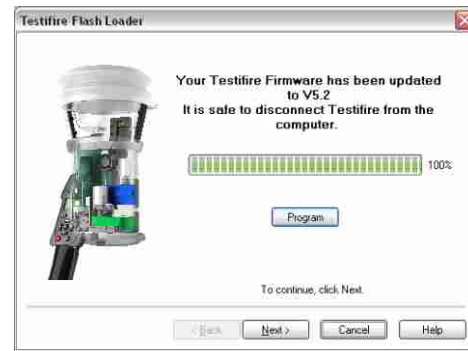 Testifire Flash Loader
Your Testifire Firmware has been updated
to V5.2
It is safe to disconnect Testifire from the
computer.
100%
Program
To continue, click Next.
< Back
Next >
Cancel
Help